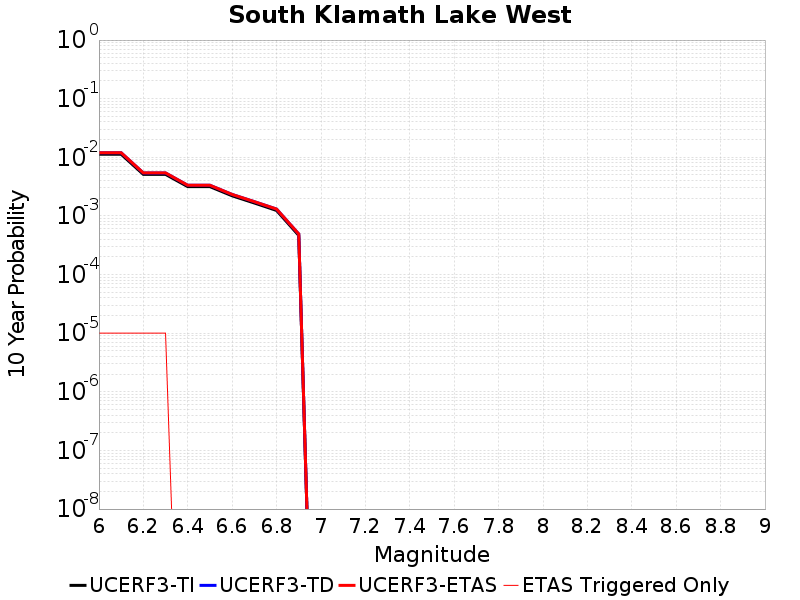 South Klamath Lake West
10^0
10^-1
10^-2
10^-3
10^-4
10^-5
10^-6
10^-7
10^-8
10 Year Probability
6 6.2 6.4 6.6 6.8 7 7.2 7.4 7.6 7.8 8 8.2 8.4 8.6 8.8 9
Magnitude
UCERF3-TI UCERF3-TD UCERF3-ETAS ETAS Triggered Only